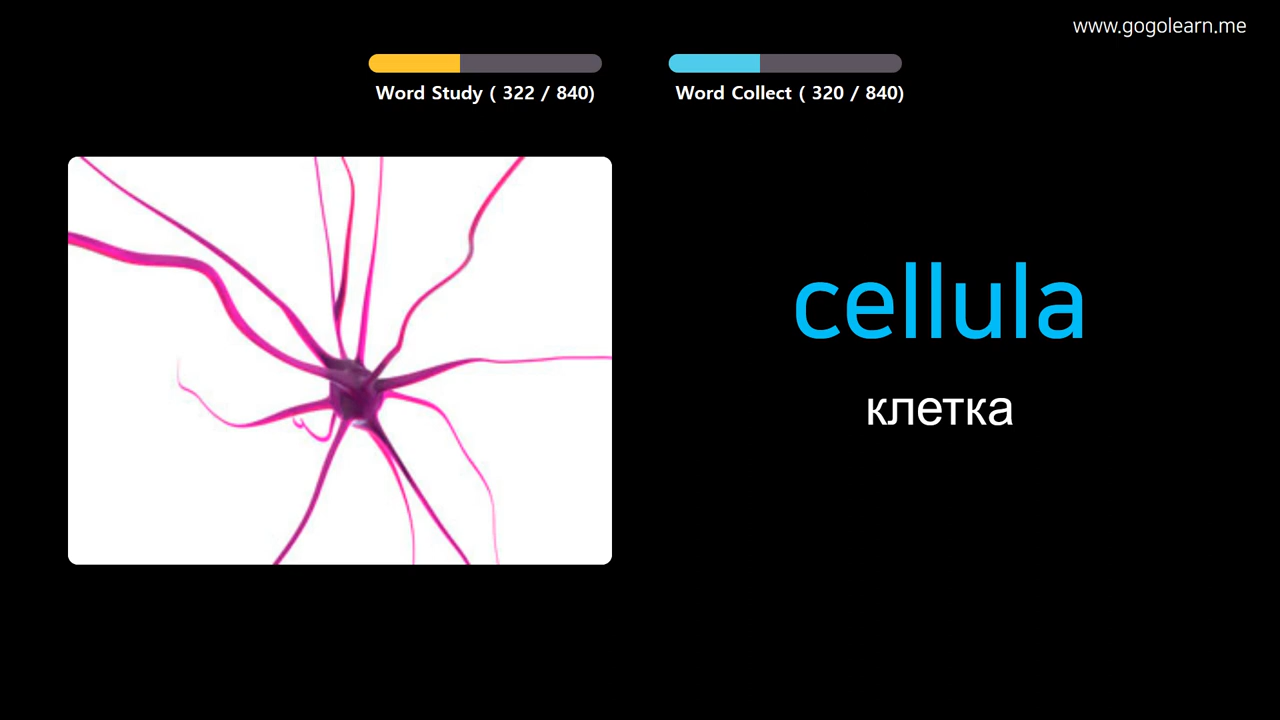 www.gogolearn.me
Word Study ( 322 / 840)
Word Collect ( 320 / 840)
cellula
клетка